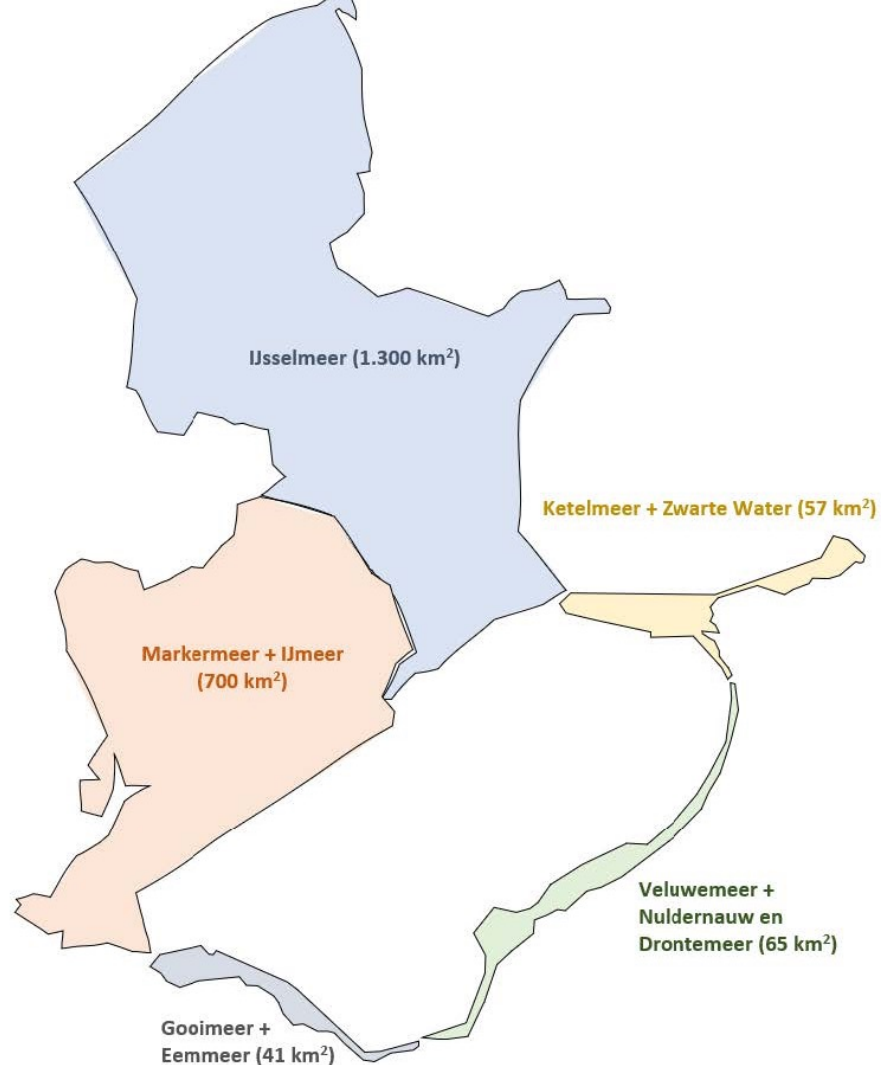 IJsselmeer (1.300 km²)
Ketelmeer + Zwarte Water (57 km²)
Markermeer + IJmeer
(700 km²)
Veluwemeer +
Nuldernauw en
Drontemeer (65 km²)
Gooimeer +
Eemmeer (41 km²)